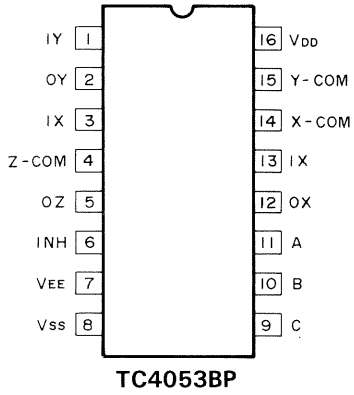 IY 1 16 VDD
OY 2 15 Y-COM
IX 3 14 X-COM
Z-COM 4 13 IX
OZ 5 12 OX
INH 6 11 A
VEE 7 10 B
VSS 8 9 C
TC4053BP